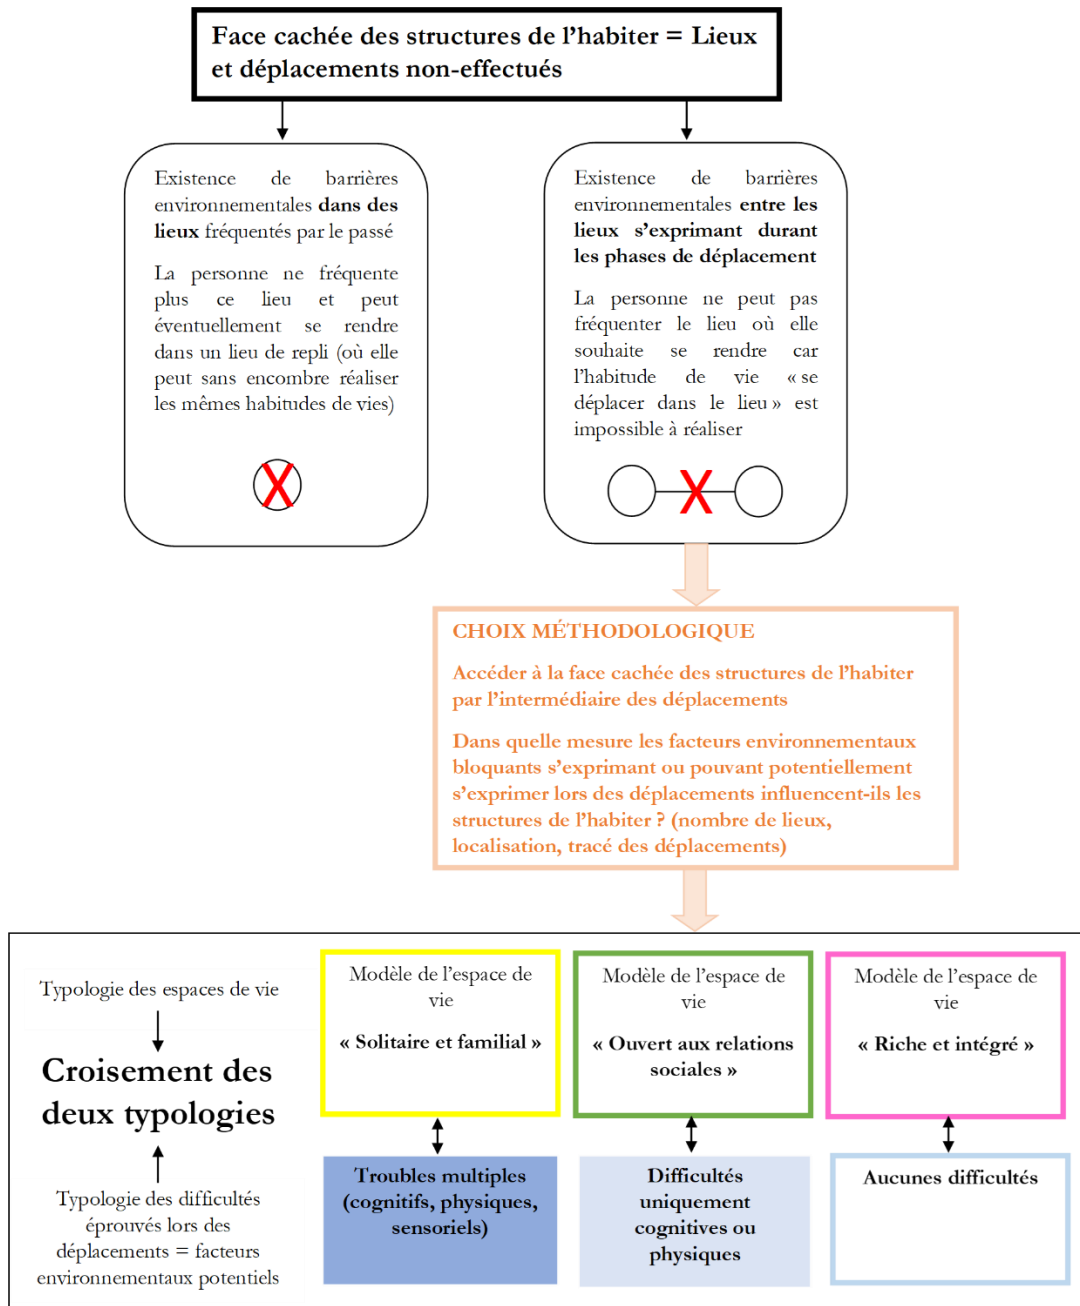 Face cachée des structures de l’habiter = Lieux
et déplacements non-effectués
Existence de barrières
environnementales dans des
lieux fréquentés par le passé
La personne ne fréquente
plus ce lieu et peut
éventuellement se rendre
dans un lieu de repli (où elle
peut sans encombre réaliser
les mêmes habitudes de vies)
X
Existence de barrières
environnementales entre les
lieux s’exprimant durant
les phases de déplacement
La personne ne peut pas
fréquenter le lieu où elle
souhaite se rendre car
l’habitude de vie « se
déplacer dans le lieu » est
impossible à réaliser
X
CHOIX MÉTHODOLOGIQUE
Accéder à la face cachée des structures de l’habiter
par l’intermédiaire des déplacements
Dans quelle mesure les facteurs environnementaux
bloquants s’exprimant ou pouvant potentiellement
s’exprimer lors des déplacements influencent-ils les
structures de l’habiter ? (nombre de lieux,
localisation, tracé des déplacements)
Typologie des espaces de vie
Croisement des
deux typologies
Typologie des difficultés
éprouvés lors des
déplacements = facteurs
environnementaux potentiels
Modèle de l’espace de
vie
« Solitaire et familial »
Modèle de l’espace de
vie
« Ouvert aux relations
sociales »
Modèle de l’espace de
vie
« Riche et intégré »
Troubles multiples
(cognitifs, physiques,
sensoriels)
Difficultés
uniquement
cognitives ou
physiques
Aucunes difficultés